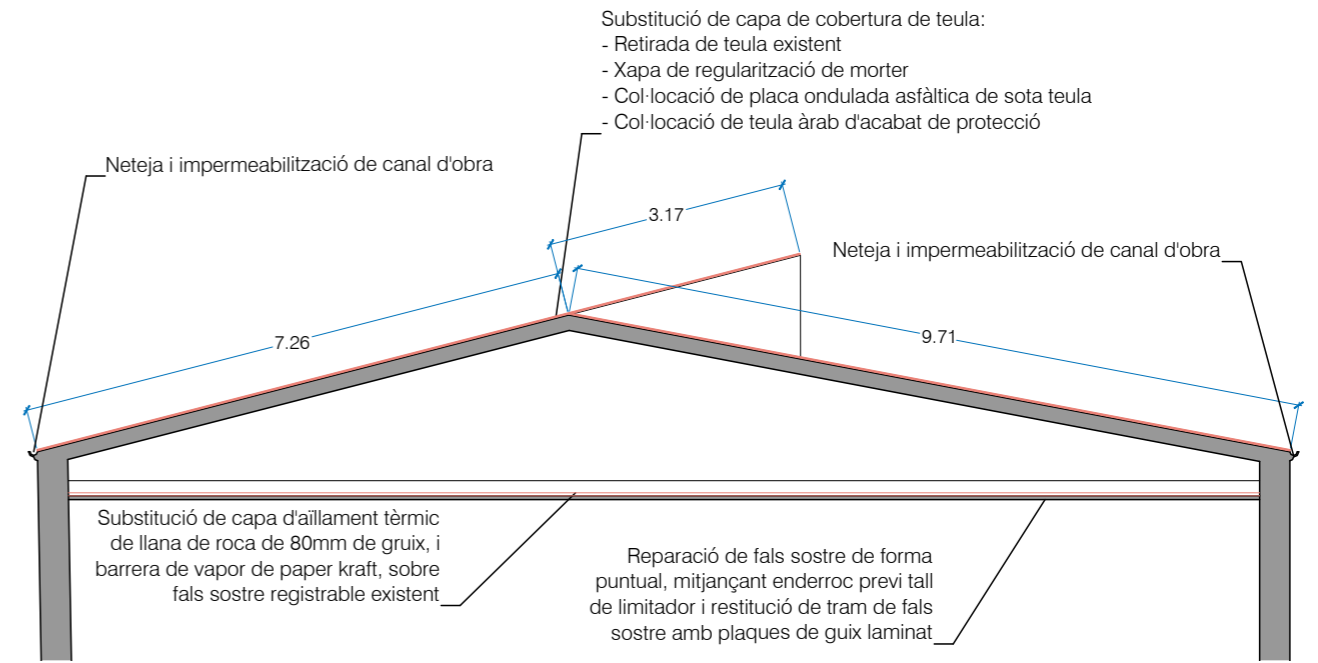 Substitució de capa de cobertura de teula:
- Retirada de teula existent
- Xapa de regularització de morter
- Col·locació de placa ondulada asfàltica de sota teula
- Col·locació de teula àrab d'acabat de protecció
Neteja i impermeabilització de canal d'obra
3.17
Neteja i impermeabilització de canal d'obra
7.26
9.71
Substitució de capa d'aïllament tèrmic
de llana de roca de 80mm de gruix, i
barrera de vapor de paper kraft, sobre
fals sostre registrable existent
Reparació de fals sostre de forma
puntual, mitjançant enderroc previ tall
de limitador i restitució de tram de fals
sostre amb plaques de guix laminat